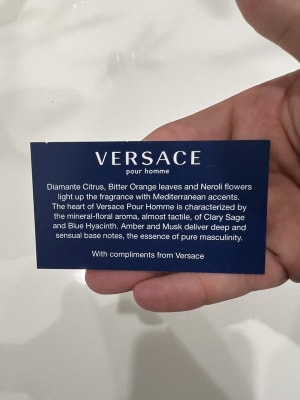 VERSACE
pour homme
Diamante Citrus, Bitter Orange leaves and Neroli flowers
light up the fragrance with Mediterranean accents.
The heart of Versace Pour Homme is characterized by
the mineral-floral aroma, almost tactile, of Clary Sage
and Blue Hyacinth. Amber and Musk deliver deep and
sensual base notes, the essence of pure masculinity.
With compliments from Versace